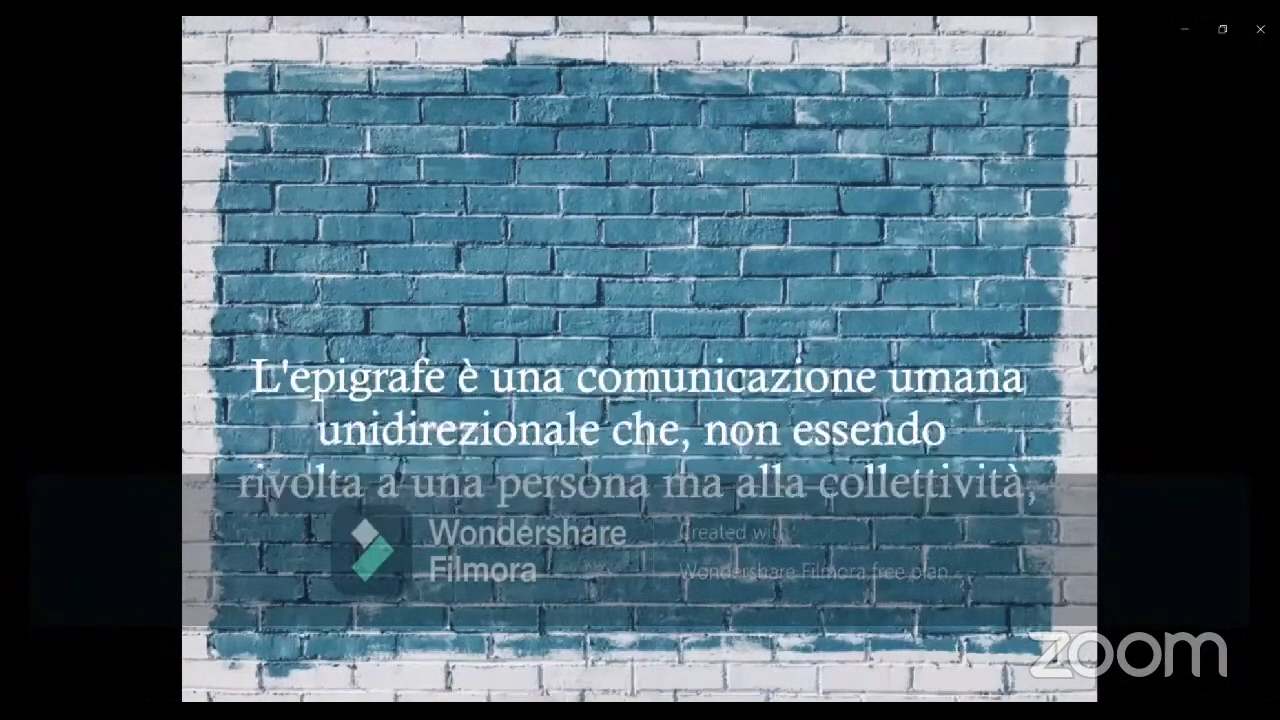 L'epigrafe è una comunicazione umana
unidirezionale che, non essendo
rivolta a una persona ma alla collettività,
Wondershare
Filmora
Created with
Wondershare Filmora free plan
zoom